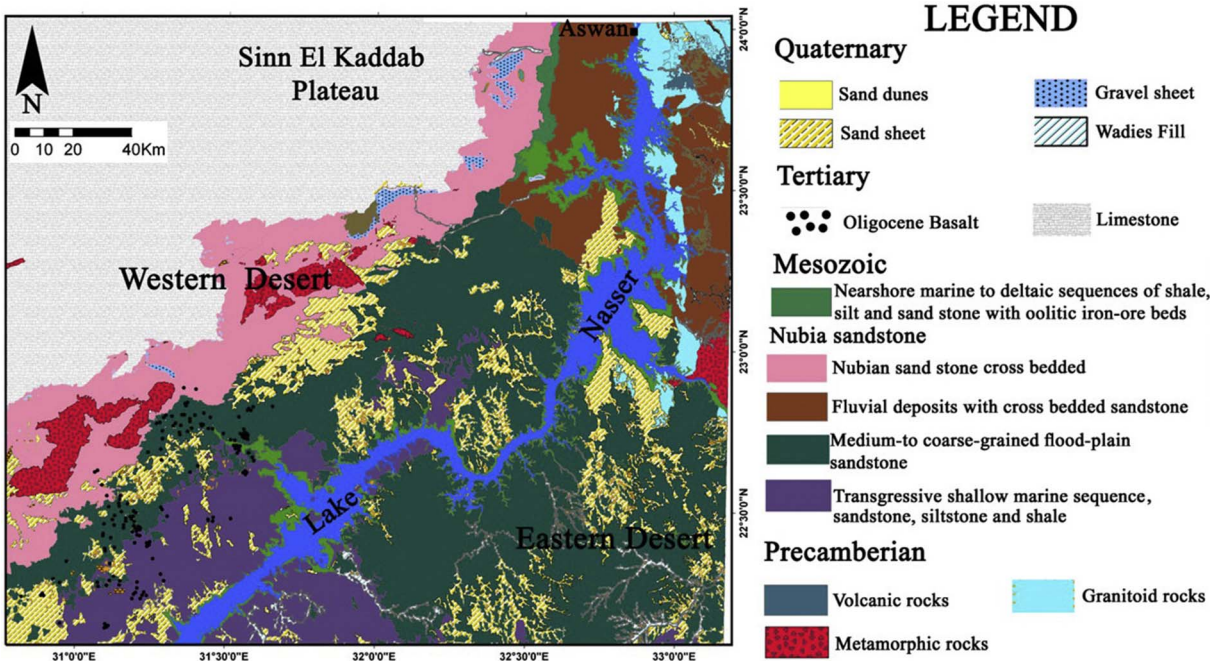 Sinn El Kaddab
Plateau
Aswan
N
0 10 20 40Km
Western Desert
Nasser
Lake
Eastern Desert
24°0'0"N
23°30'0"N
23°0'0"N
22°30'0"N
31°0'0"E 31°30'0"E 32°0'0"E 32°30'0"E 33°0'0"E
LEGEND
Quaternary
Sand dunes
Gravel sheet
Sand sheet
Wadies Fill
Tertiary
Oligocene Basalt
Limestone
Mesozoic
Nearshore marine to deltaic sequences of shale,
silt and sand stone with oolitic iron-ore beds
Nubia sandstone
Nubian sand stone cross bedded
Fluvial deposits with cross bedded sandstone
Medium-to coarse-grained flood-plain
sandstone
Transgressive shallow marine sequence,
sandstone, siltstone and shale
Precamberian
Volcanic rocks
Granitoid rocks
Metamorphic rocks